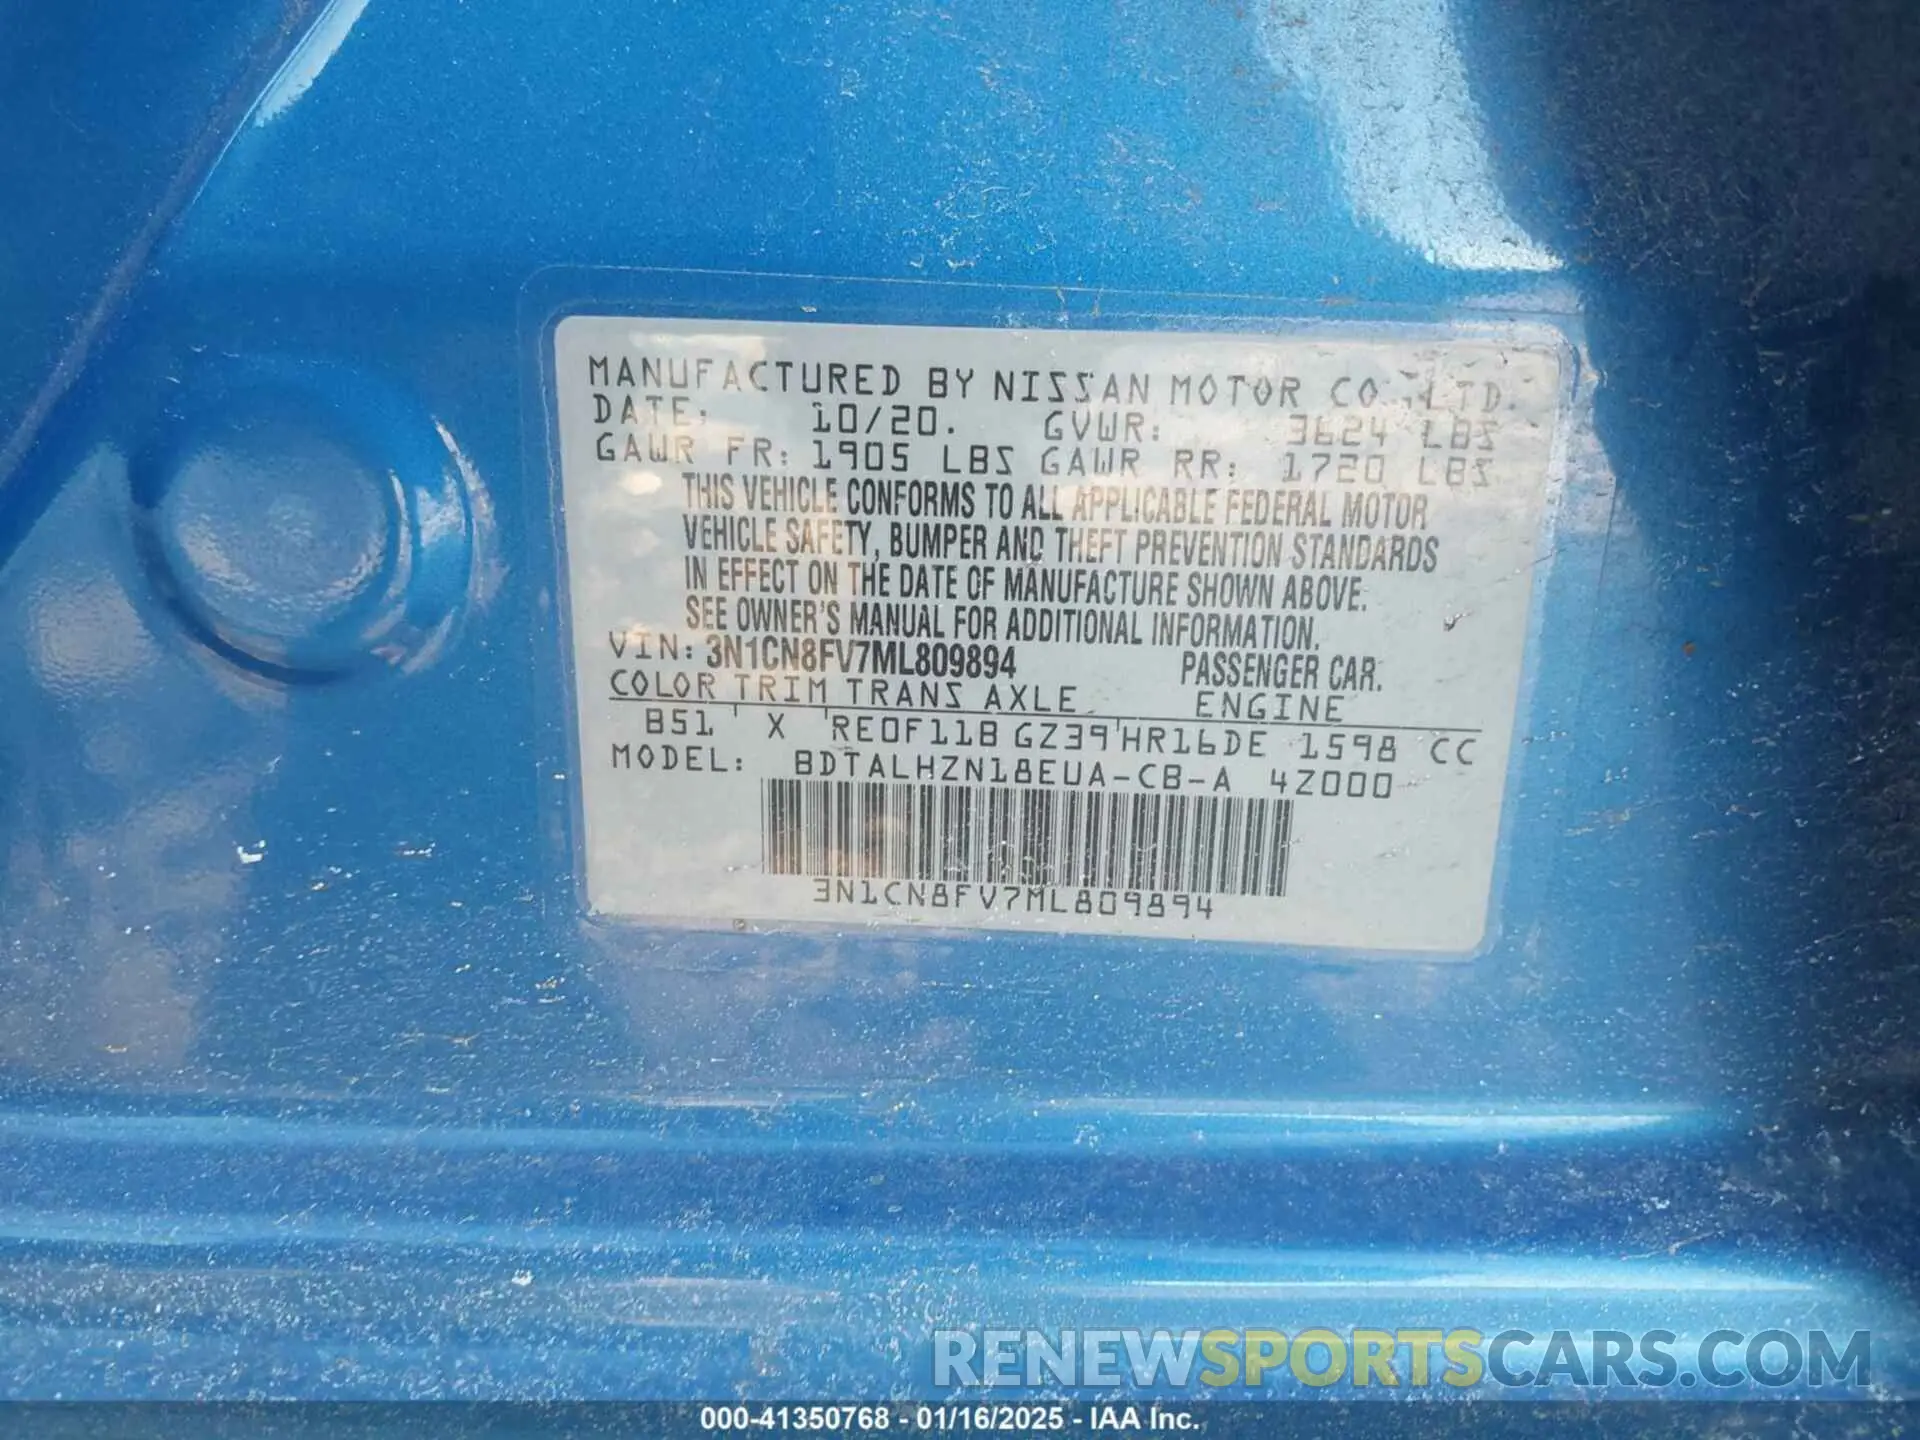 MANUFACTURED BY NISSAN MOTOR CO.,LTD.
DATE: 10/20. GVWR: 3624 LBS
GAWR FR: 1905 LBS GAWR RR: 1720 LBS
THIS VEHICLE CONFORMS TO ALL APPLICABLE FEDERAL MOTOR
VEHICLE SAFETY, BUMPER AND THEFT PREVENTION STANDARDS
IN EFFECT ON THE DATE OF MANUFACTURE SHOWN ABOVE.
SEE OWNER'S MANUAL FOR ADDITIONAL INFORMATION.
VIN: 3N1CN8FV7ML809894 PASSENGER CAR.
COLOR TRIM TRANS AXLE ENGINE
B51 X RE0F11B GZ39 HR16DE 1598 CC
MODEL: BDTALHZN18EUA-CB-A 4Z000
3N1CN8FV7ML809894
RENEWSPORTSCARS.COM
000-41350768 - 01/16/2025 - IAA Inc.